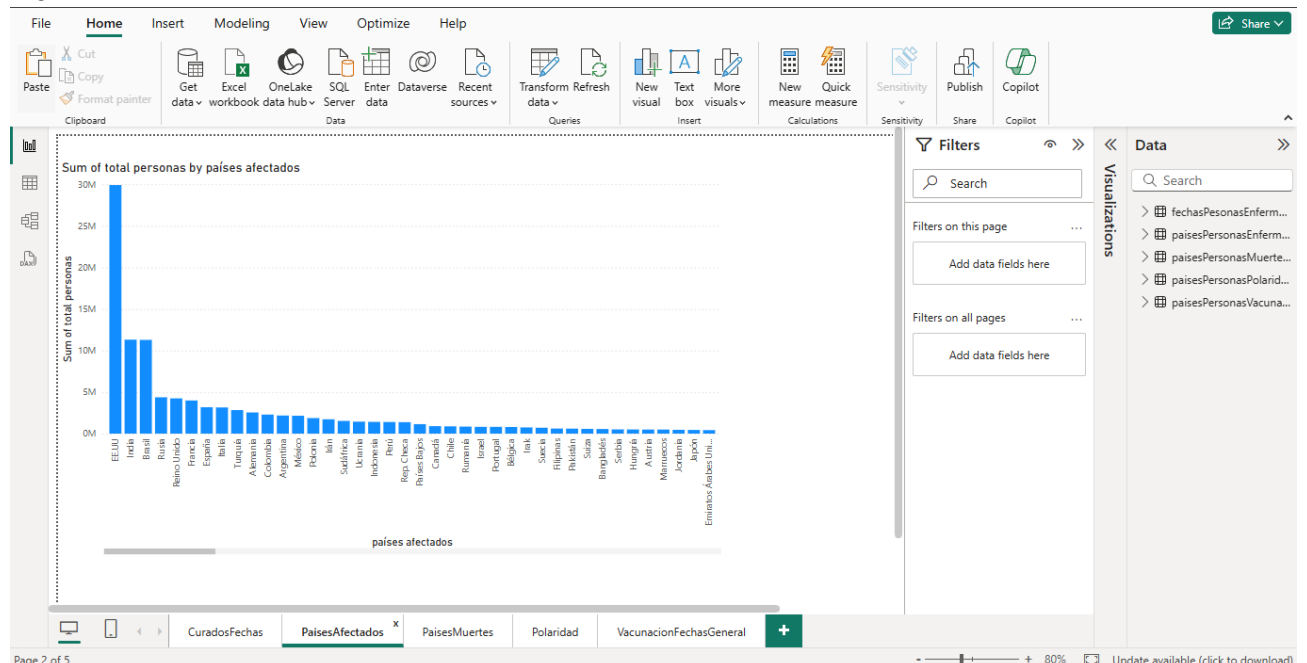 File Home Insert Modeling View Optimize Help Share
Paste
Cut
Copy
Format painter
Clipboard
Get data
Excel workbook
OneLake data hub
SQL Server
Enter data
Dataverse
Recent sources
Data
Transform data
Refresh
Queries
New visual
Text box
More visuals
Insert
New measure
Quick measure
Calculations
Sensitivity
Sensitivity
Publish
Share
Copilot
Copilot
Sum of total personas by países afectados
Sum of total personas
30M
25M
20M
15M
10M
5M
0M
EE.UU
India
Brasil
Rusia
Reino Unido
Francia
España
Italia
Turquía
Alemania
Colombia
Argentina
México
Polonia
Irán
Sudáfrica
Ucrania
Indonesia
Perú
Rep. Checa
Países Bajos
Canadá
Chile
Rumanía
Israel
Portugal
Bélgica
Irak
Suecia
Filipinas
Pakistán
Suiza
Bangladés
Serbia
Hungría
Austria
Marruecos
Jordania
Japón
Emiratos Árabes Uni...
países afectados
Filters
Search
Filters on this page ...
Add data fields here
Filters on all pages ...
Add data fields here
Visualizations
Data
Search
fechasPesonasEnferm...
paisesPersonasEnferm...
paisesPersonasMuerte...
paisesPersonasPolarid...
paisesPersonasVacuna...
CuradosFechas PaisesAfectados x PaisesMuertes Polaridad VacunacionFechasGeneral +
Page 2 of 5 - + 80% Update available (click to download)